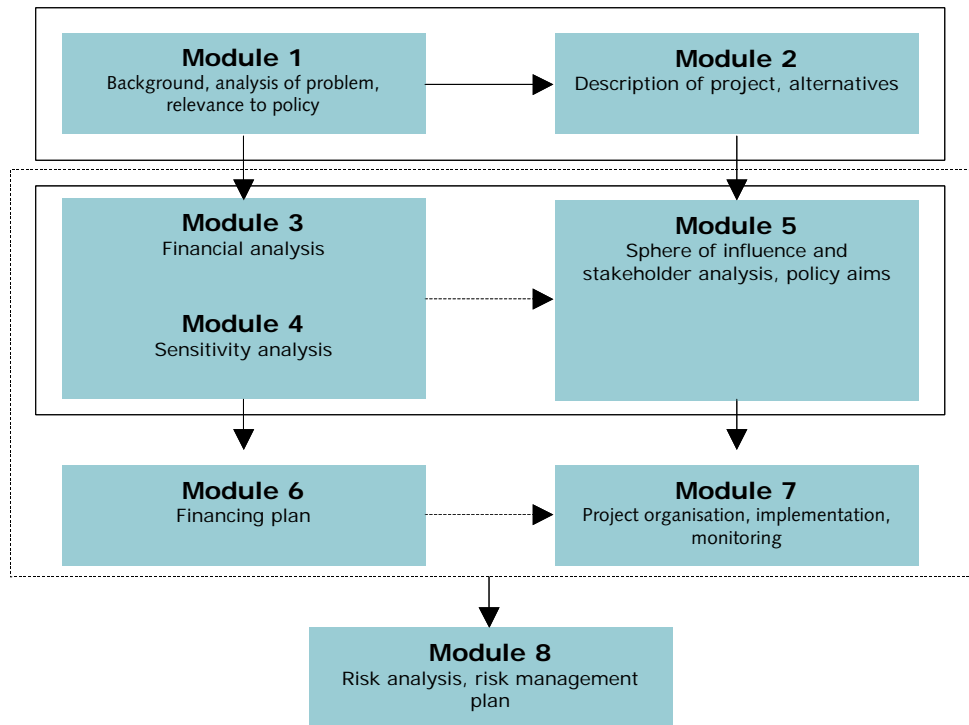 Module 1
Background, analysis of problem,
relevance to policy
Module 2
Description of project, alternatives
Module 3
Financial analysis
Module 4
Sensitivity analysis
Module 5
Sphere of influence and
stakeholder analysis, policy aims
Module 6
Financing plan
Module 7
Project organisation, implementation,
monitoring
Module 8
Risk analysis, risk management
plan